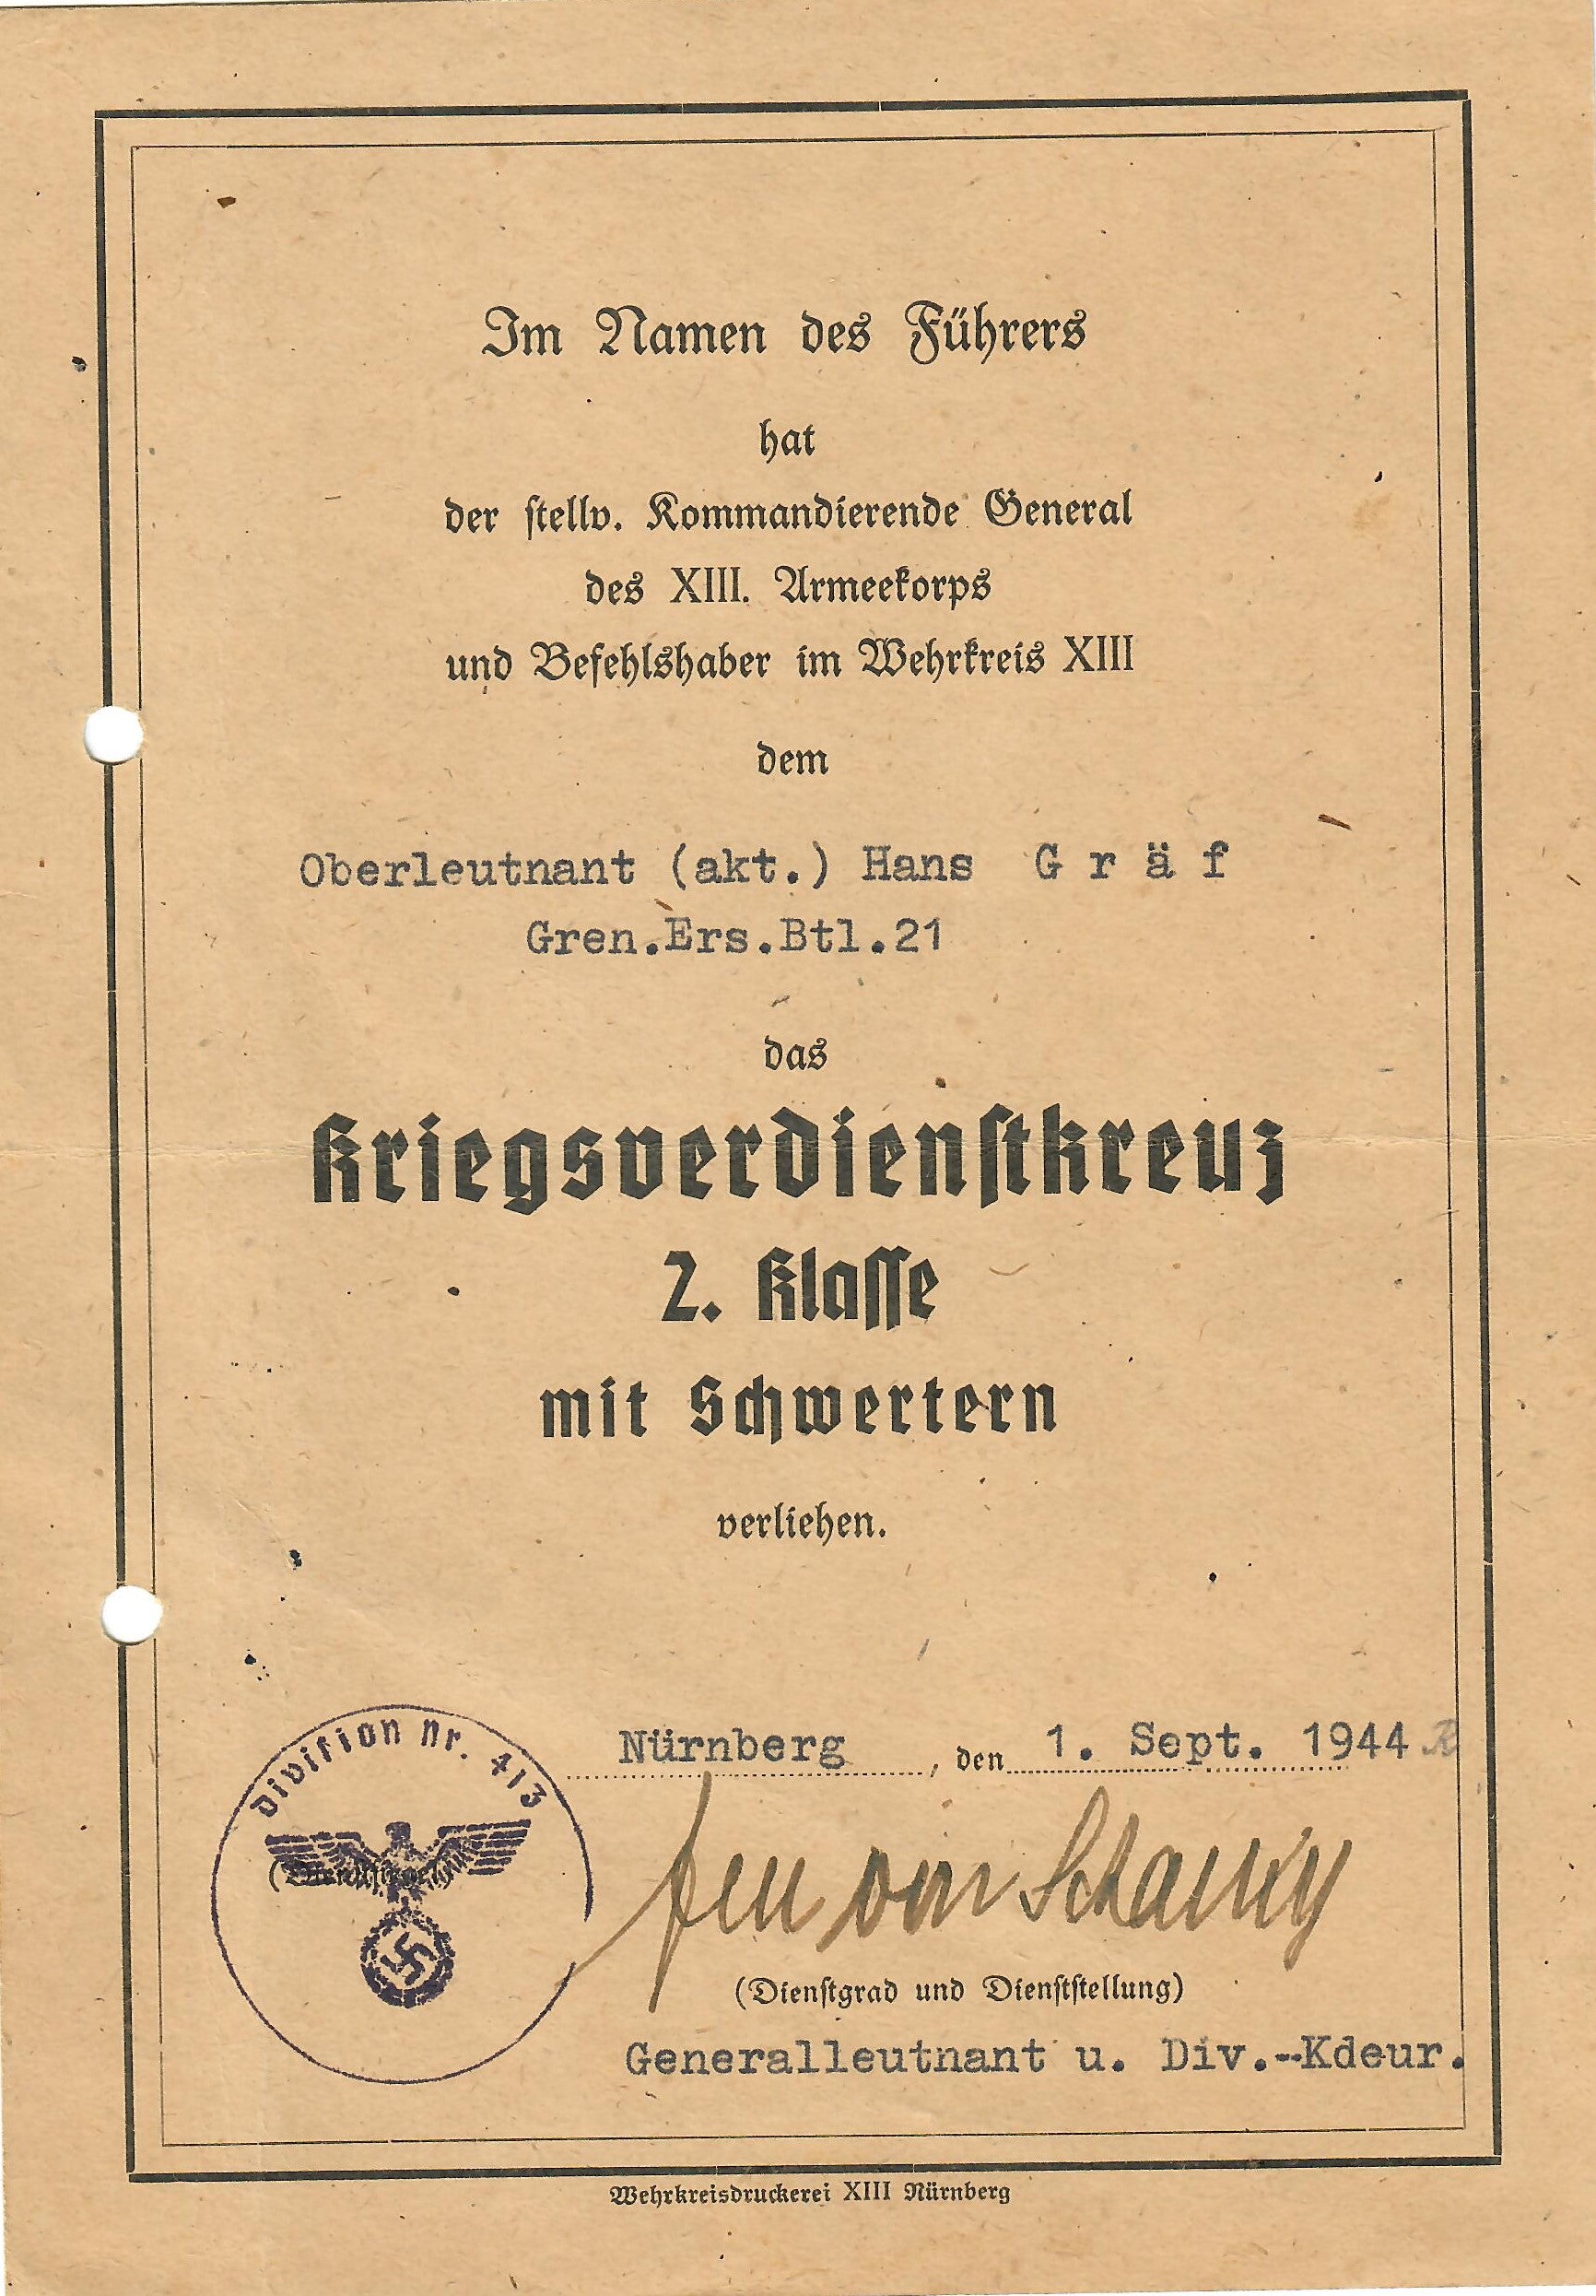 Im Namen des Führers
hat
der stellv. Kommandierende General
des XIII. Armeekorps
und Befehlshaber im Wehrkreis XIII
dem
Oberleutnant (akt.) Hans G r ä f
Gren.Ers.Btl.21
das
Kriegsverdienstkreuz
2. Klasse
mit Schwertern
verliehen.
Division Nr. 413
(Dienstsiegel)
Nürnberg, den 1. Sept. 1944
von
(Dienstgrad und Dienststellung)
Generalleutnant u. Div.-Kdeur.
Wehrkreisdruckerei XIII Nürnberg